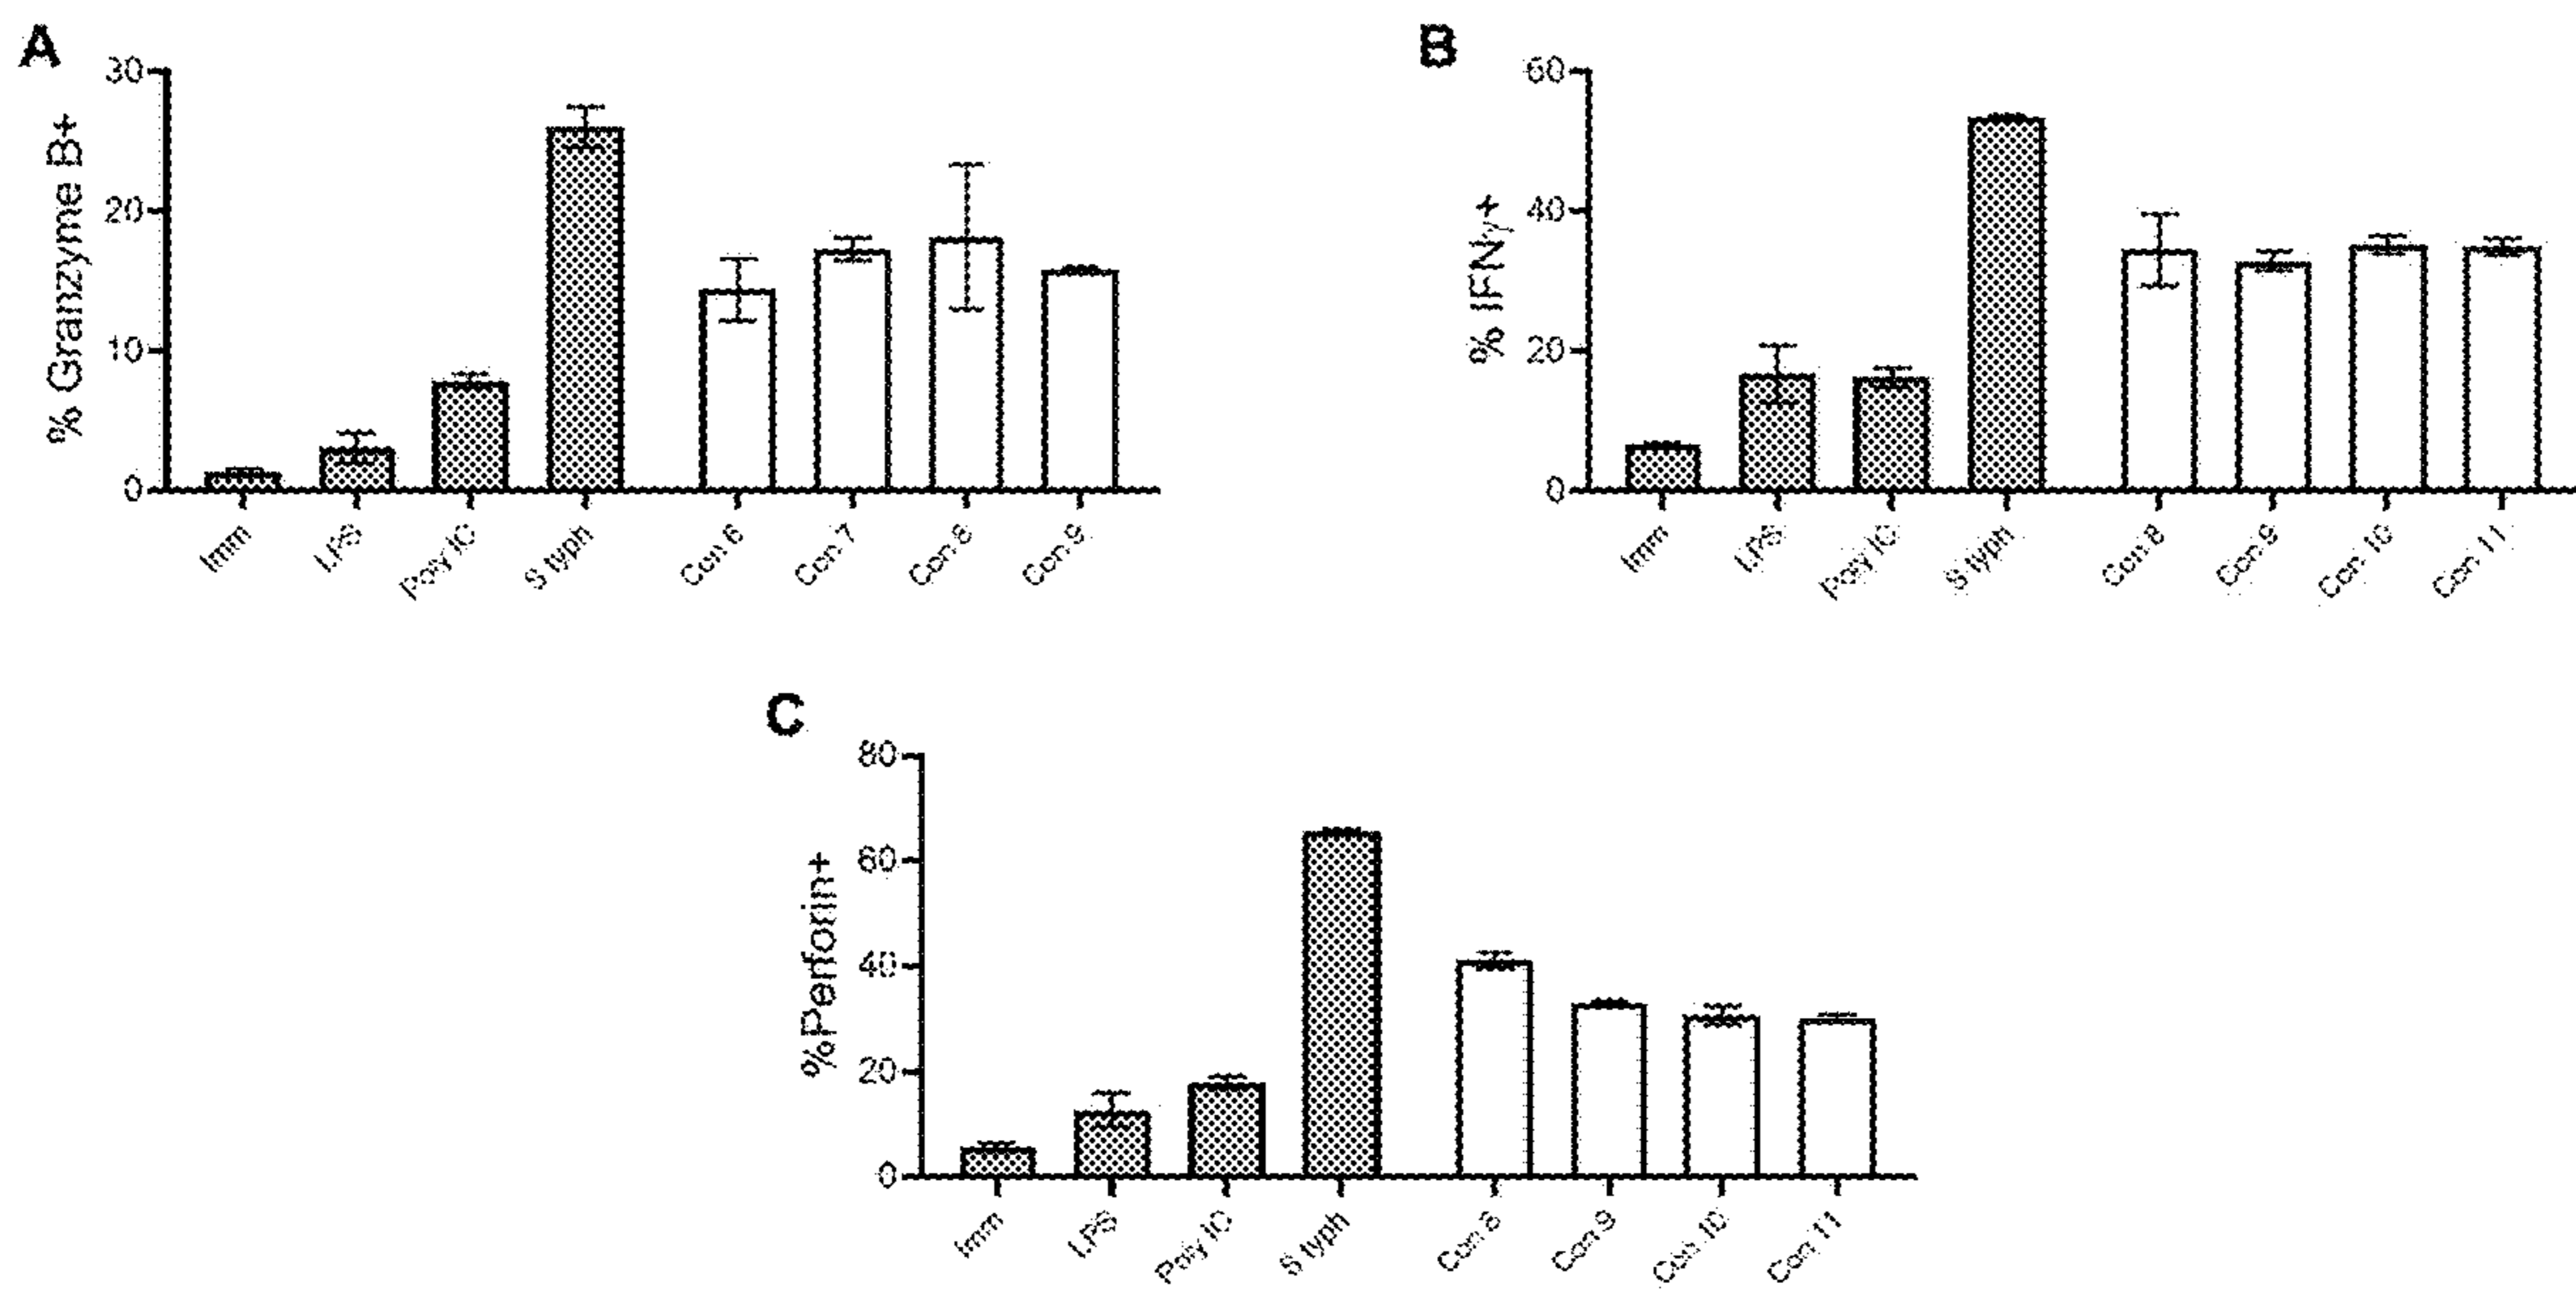 A
% Granzyme B+
30
20
10
0
Imm
LPS
Poly IC
S typh
Con 6
Con 7
Con 8
Con 9
B
% IFNγ+
60
40
20
0
Imm
LPS
Poly IC
S typh
Con 8
Con 9
Con 10
Con 11
C
%Perforin+
80
60
40
20
0
Imm
LPS
Poly IC
S typh
Con 8
Con 9
Con 10
Con 11